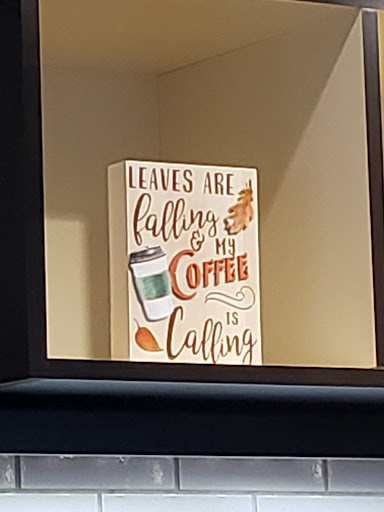 LEAVES ARE
falling
& MY
COFFEE
IS
Calling